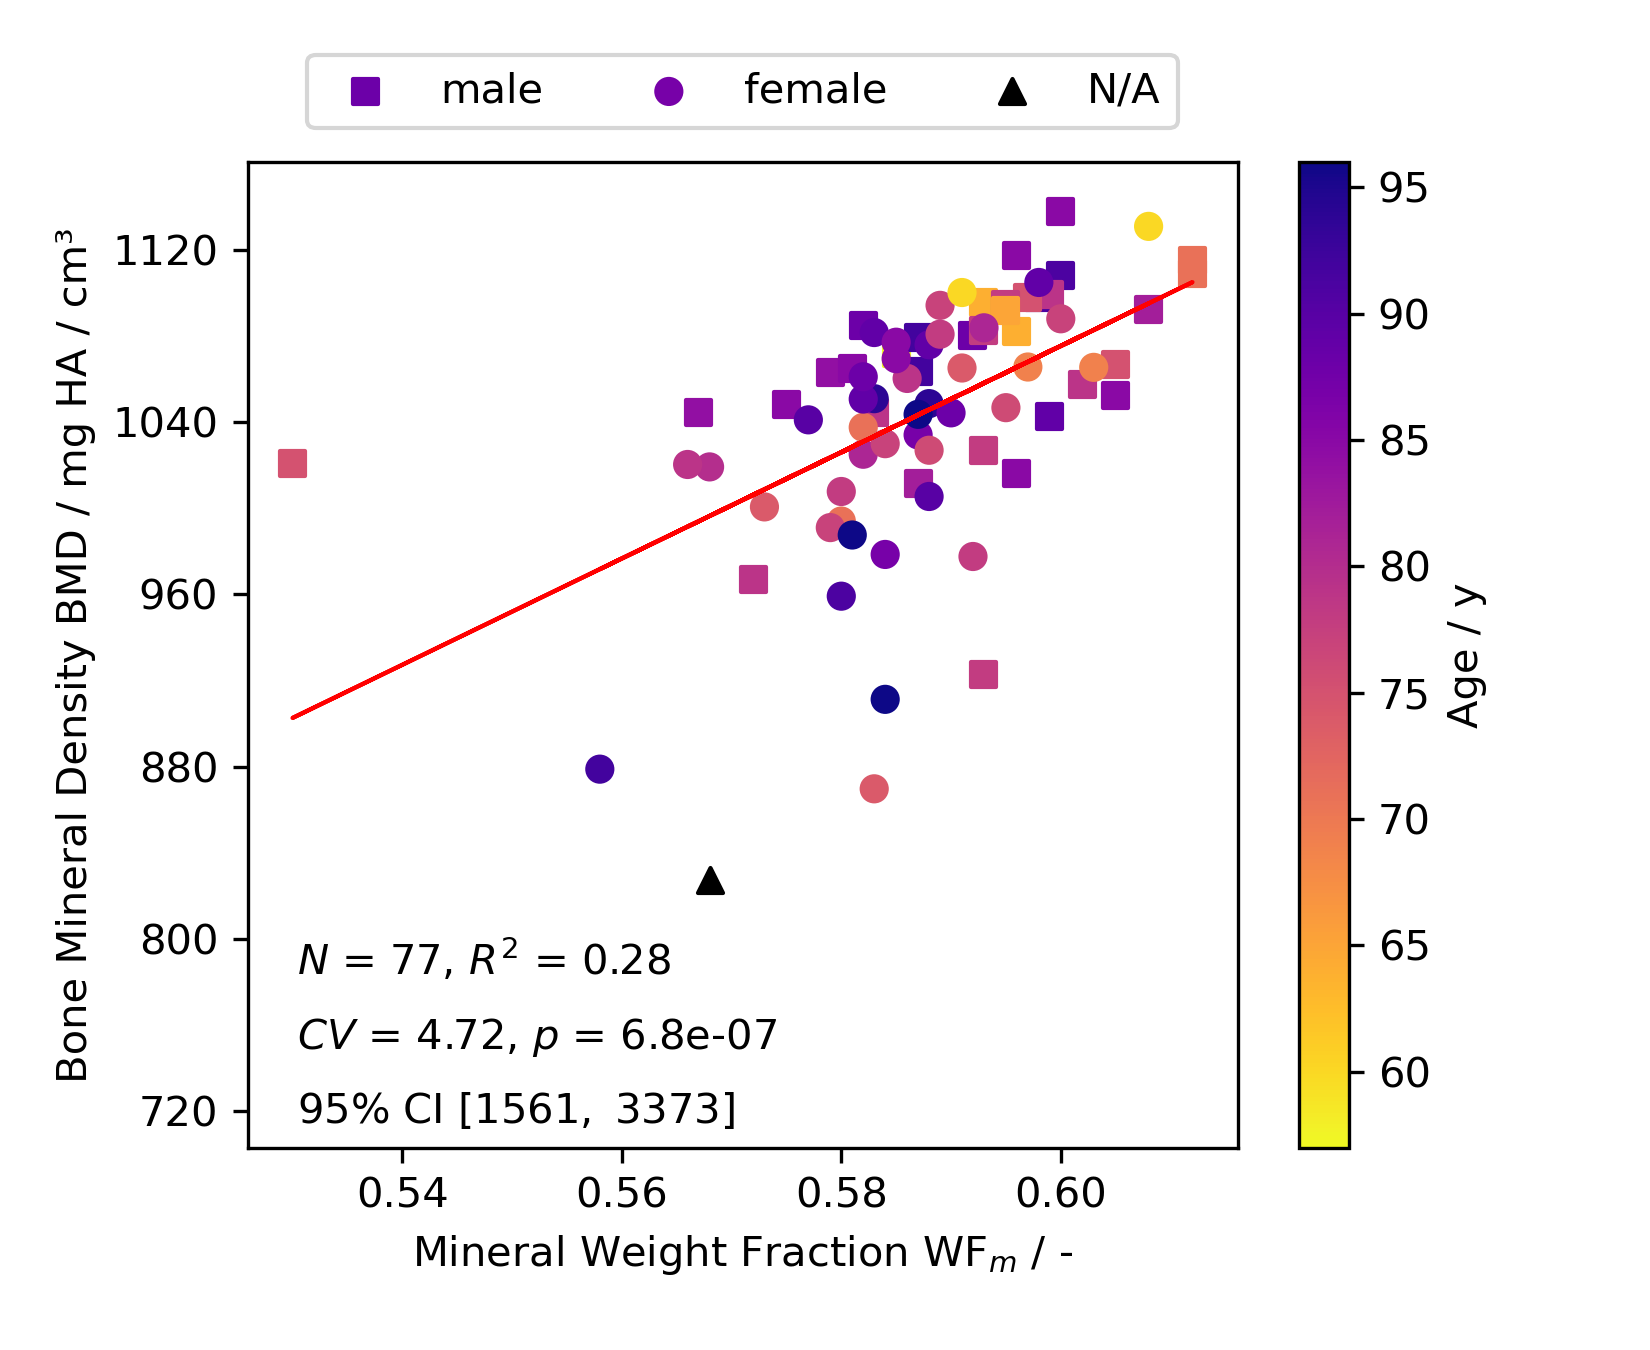 male female N/A
Bone Mineral Density BMD / mg HA / cm³
1120
1040
960
880
800
720
N = 77, R² = 0.28
CV = 4.72, p = 6.8e-07
95% CI [1561, 3373]
0.54 0.56 0.58 0.60
Mineral Weight Fraction WFₘ / -
95
90
85
80
75
70
65
60
Age / y